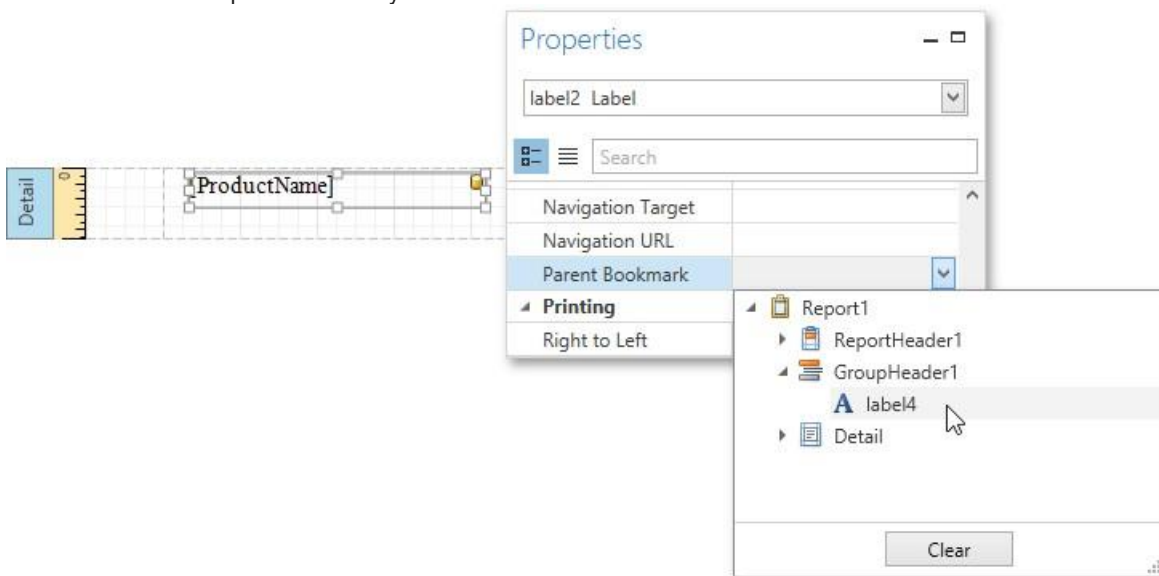 Properties
label2 Label
Search
Detail
0
[ProductName]
Navigation Target
Navigation URL
Parent Bookmark
Printing
Right to Left
Report1
ReportHeader1
GroupHeader1
A label4
Detail
Clear